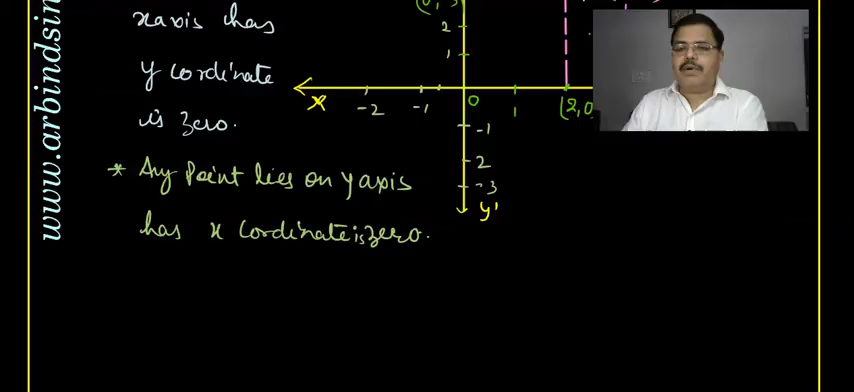 www.arbindsin
x axis has
y cordinate
is zero.
* Any Point lies on y axis
has x cordinate is zero.
2
1
x
-2
-1
0
1
(2,0
-1
2
-3
y'